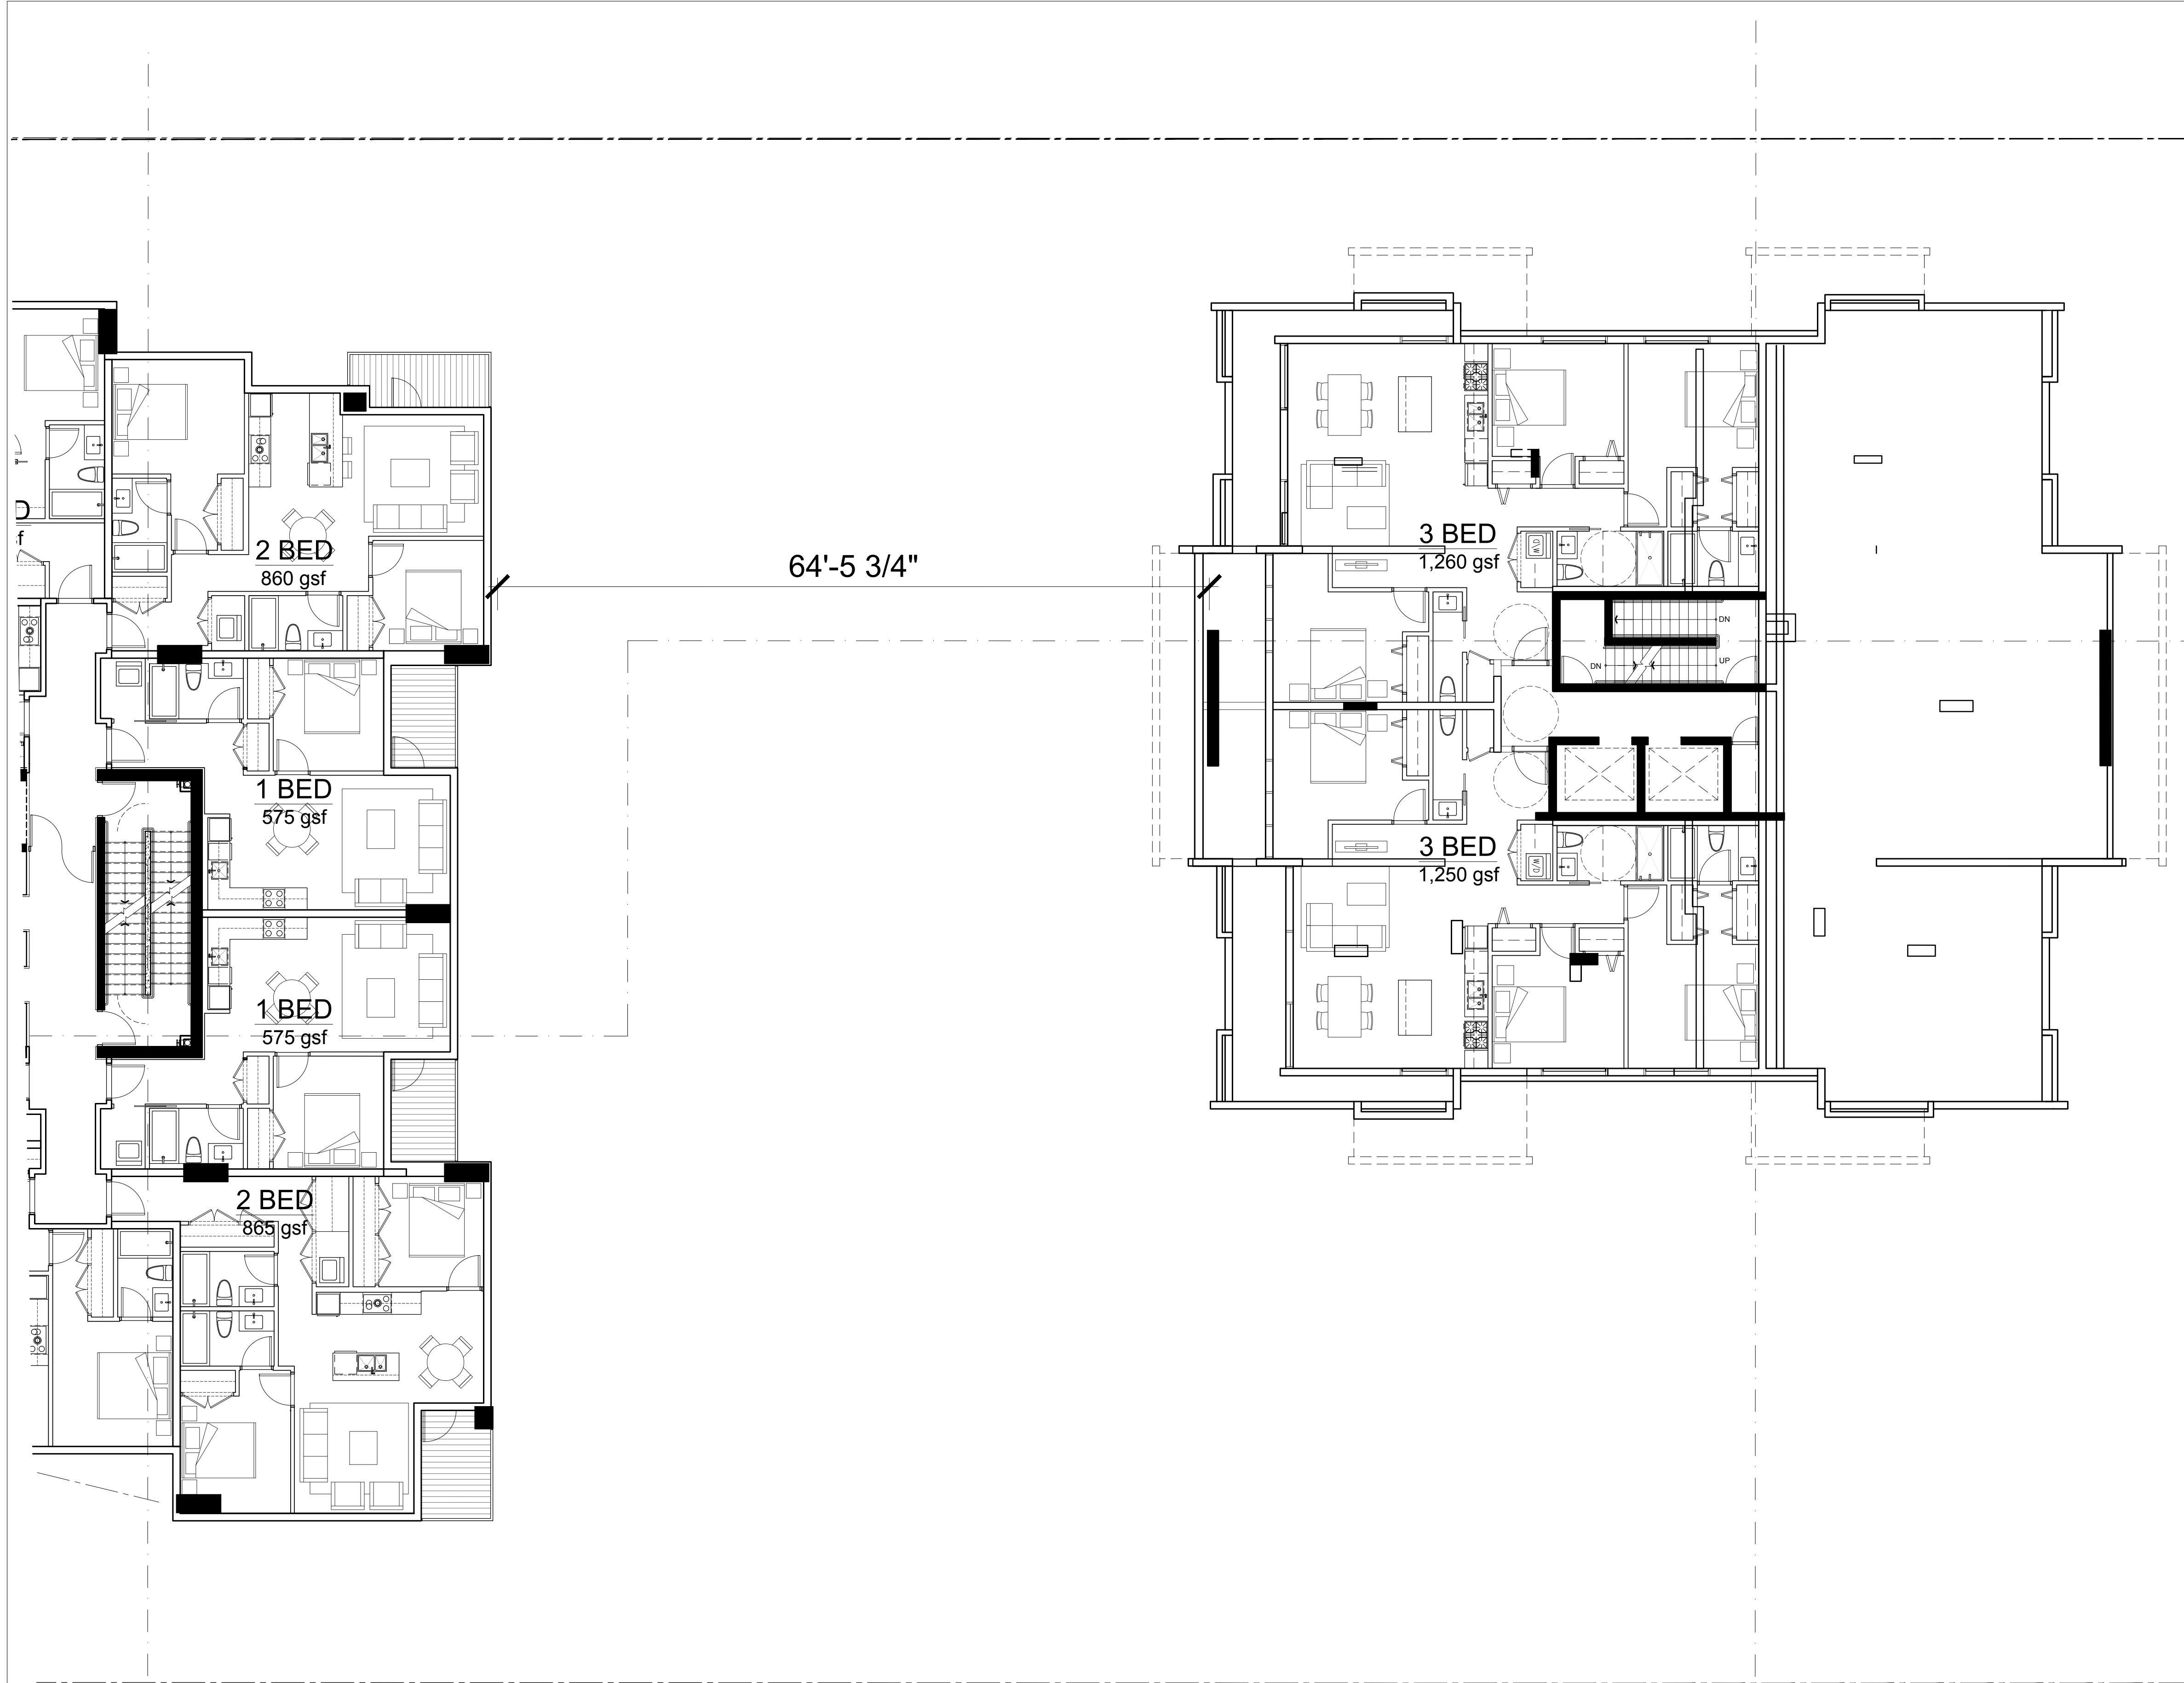 D
f
2 BED
860 gsf
64'-5 3/4"
3 BED
1,260 gsf
DN
DN
UP
1 BED
575 gsf
3 BED
1,250 gsf
W/D
W/D
1 BED
575 gsf
2 BED
865 gsf